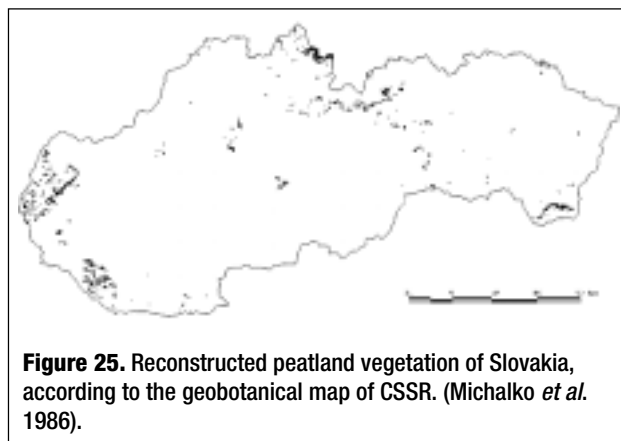 Figure 25. Reconstructed peatland vegetation of Slovakia,
according to the geobotanical map of CSSR. (Michalko et al.
1986).